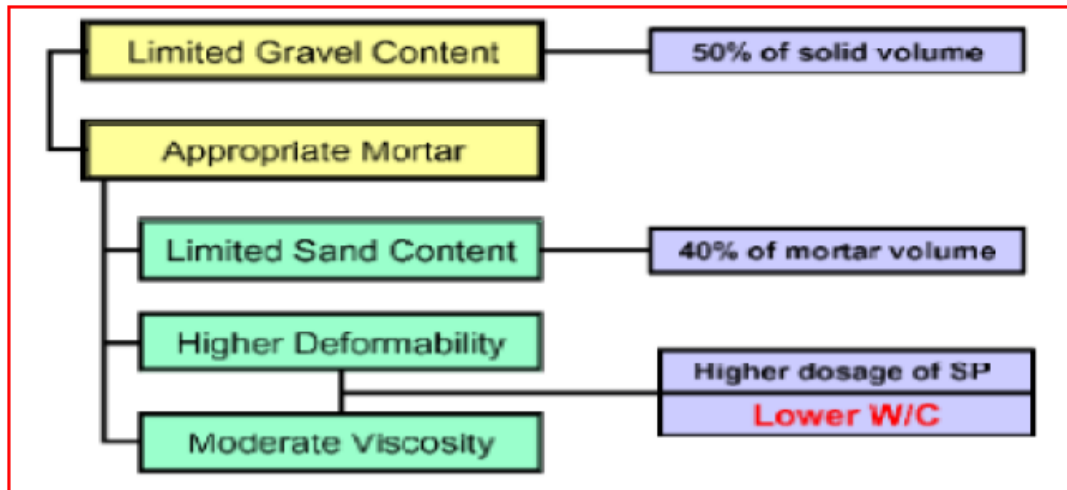 Limited Gravel Content
50% of solid volume
Appropriate Mortar
Limited Sand Content
40% of mortar volume
Higher Deformability
Higher dosage of SP
Lower W/C
Moderate Viscosity